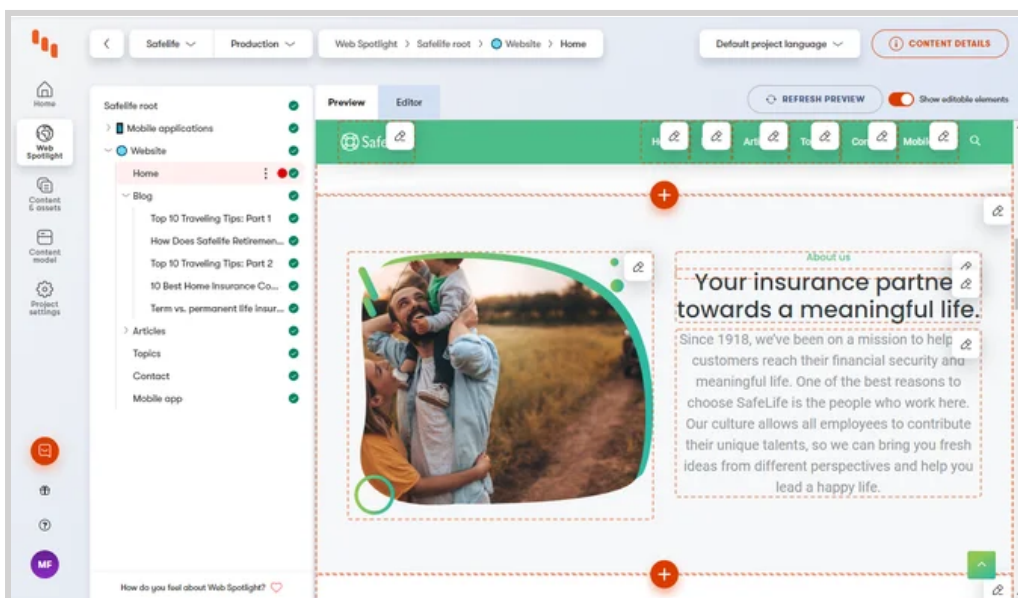 Safelife
Production
Web Spotlight > Safelife root > Website > Home
Default project language
CONTENT DETAILS
Home
Web
Spotlight
Content
& assets
Content
model
Project
settings
MF
Safelife root
Mobile applications
Website
Home
Blog
Top 10 Traveling Tips: Part 1
How Does Safelife Retiremen...
Top 10 Traveling Tips: Part 2
10 Best Home Insurance Co...
Term vs. permanent life insur...
Articles
Topics
Contact
Mobile app
How do you feel about Web Spotlight?
Preview
Editor
REFRESH PREVIEW
Show editable elements
Safe
H
Arti
To
Con
Mobil
About us
Your insurance partne
towards a meaningful life.
Since 1918, we've been on a mission to help
customers reach their financial security and
meaningful life. One of the best reasons to
choose SafeLife is the people who work here.
Our culture allows all employees to contribute
their unique talents, so we can bring you fresh
ideas from different perspectives and help you
lead a happy life.